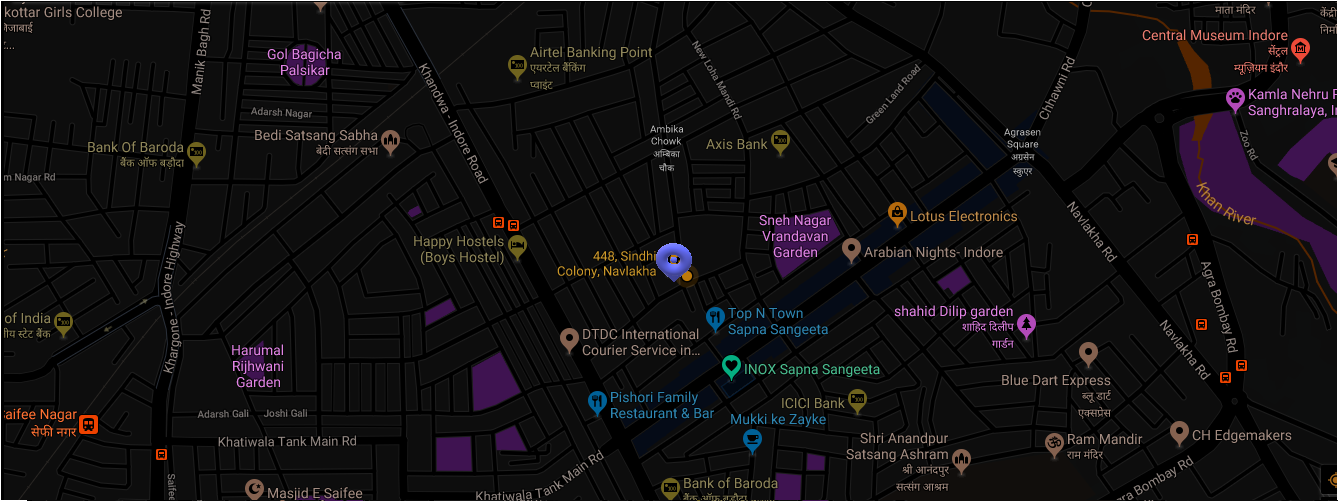 kottar Girls College
Manik Bagh Rd
Gol Bagicha
Palsikar
Airtel Banking Point
एयरटेल बैंकिंग
प्वाइंट
New Loha Mandi Rd
Green Land Road
Chhawni Rd
माता मंदिर
Central Museum Indore
सेंट्रल
म्यूज़ियम इंदौर
Kamla Nehru
Sanghralaya, I
Zoo Rd
Khan River
Adarsh Nagar
Bedi Satsang Sabha
बेदी सत्संग सभा
Bank Of Baroda
बैंक ऑफ़ बड़ौदा
m Nagar Rd
Khandwa - Indore Road
Ambika
Chowk
अम्बिका
चौक
Axis Bank
Agrasen
Square
अग्रसेन
स्कुएर
Sneh Nagar
Vrandavan
Garden
Lotus Electronics
Arabian Nights- Indore
Navlakha Rd
Agra Bombay Rd
Happy Hostels
(Boys Hostel)
448, Sindhi
Colony, Navlakha
Khargone - Indore Highway
of India
स्टेट बैंक
Top N Town
Sapna Sangeeta
shahid Dilip garden
शाहिद दिलीप
गार्डन
DTDC International
Courier Service in...
Harumal
Rijhwani
Garden
INOX Sapna Sangeeta
Navlakha Rd
Blue Dart Express
ब्लू डार्ट
एक्सप्रेस
Adarsh Gali
Joshi Gali
Saifee Nagar
सेफी नगर
Pishori Family
Restaurant & Bar
ICICI Bank
Mukki ke Zayke
Khatiwala Tank Main Rd
Shri Anandpur
Satsang Ashram
श्री आनंदपुर
सत्संग आश्रम
Ram Mandir
राम मंदिर
CH Edgemakers
Khatiwala Tank Main Rd
Bank of Baroda
बैंक ऑफ़ बड़ौदा
Agra Bombay Rd
Masjid E Saifee
Saifee